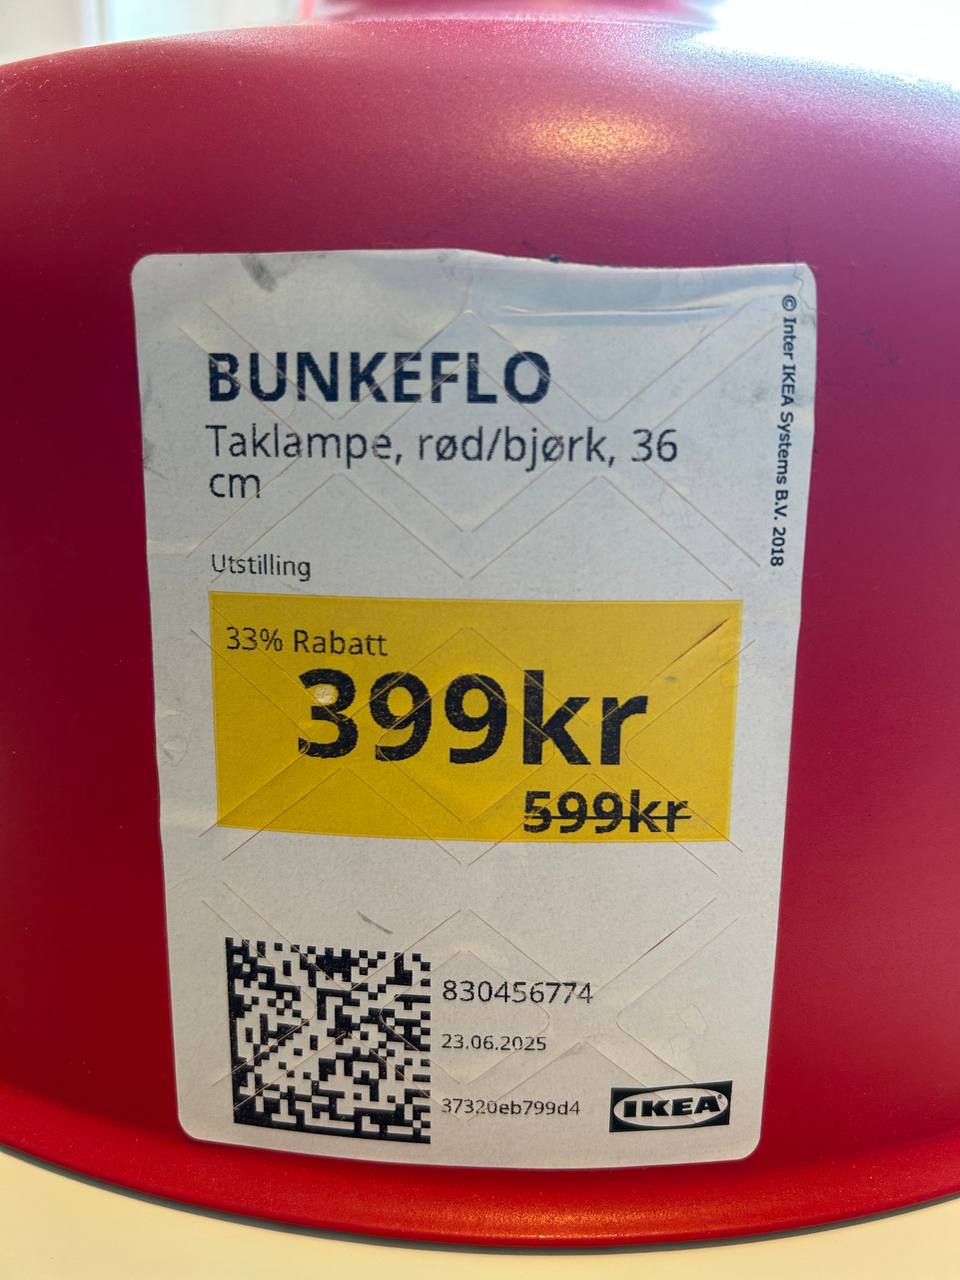 BUNKEFLO
Taklampe, rød/bjørk, 36
cm
Utstilling
33% Rabatt
399kr
599kr
830456774
23.06.2025
37320eb799d4
IKEA
© Inter IKEA Systems B.V. 2018